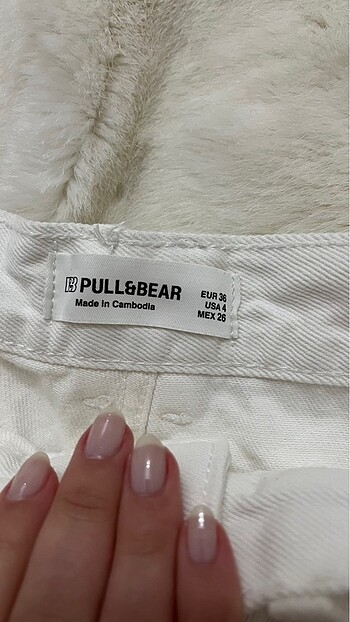 PULL&BEAR
Made in Cambodia
EUR 36
USA 4
MEX 26